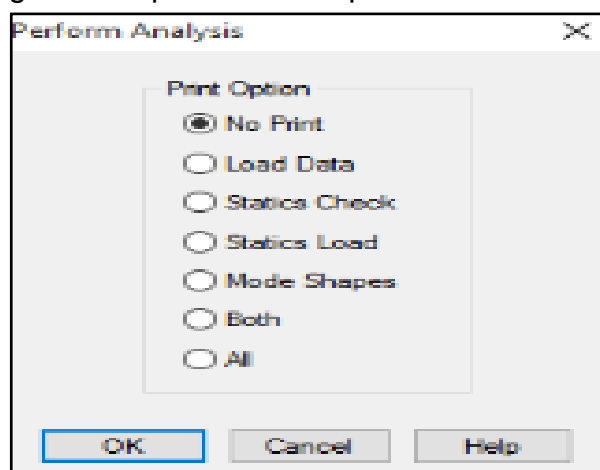 Perform Analysis
Print Option
No Print
Load Data
Statics Check
Statics Load
Mode Shapes
Both
All
OK Cancel Help